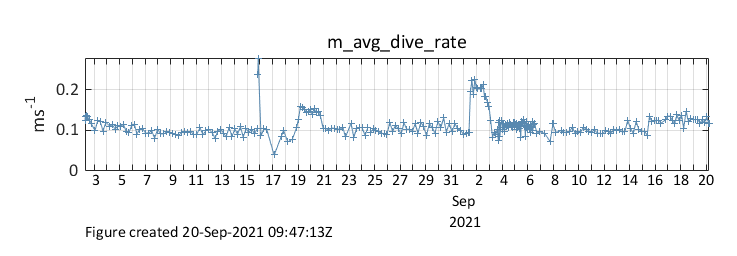 m_avg_dive_rate
ms-1
0.2
0.1
0
3 5 7 9 11 13 15 17 19 21 23 25 27 29 31 2 4 6 8 10 12 14 16 18 20
Sep
2021
Figure created 20-Sep-2021 09:47:13Z